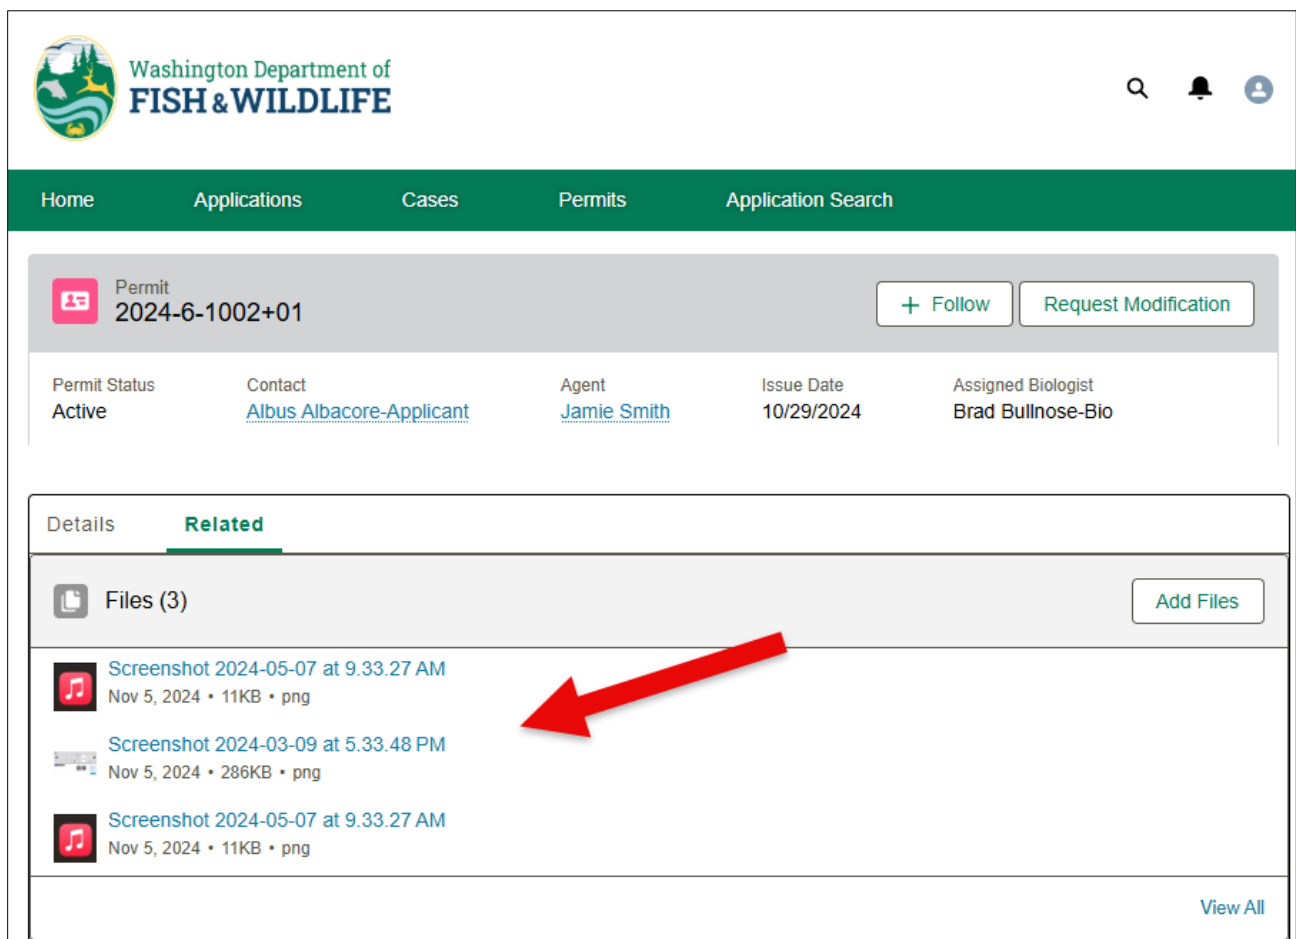 Washington Department of
FISH & WILDLIFE
Home Applications Cases Permits Application Search
Permit
2024-6-1002+01
+ Follow Request Modification
Permit Status Contact Agent Issue Date Assigned Biologist
Active Albus Albacore-Applicant Jamie Smith 10/29/2024 Brad Bullnose-Bio
Details Related
Files (3) Add Files
Screenshot 2024-05-07 at 9.33.27 AM
Nov 5, 2024 • 11KB • png
Screenshot 2024-03-09 at 5.33.48 PM
Nov 5, 2024 • 286KB • png
Screenshot 2024-05-07 at 9.33.27 AM
Nov 5, 2024 • 11KB • png
View All